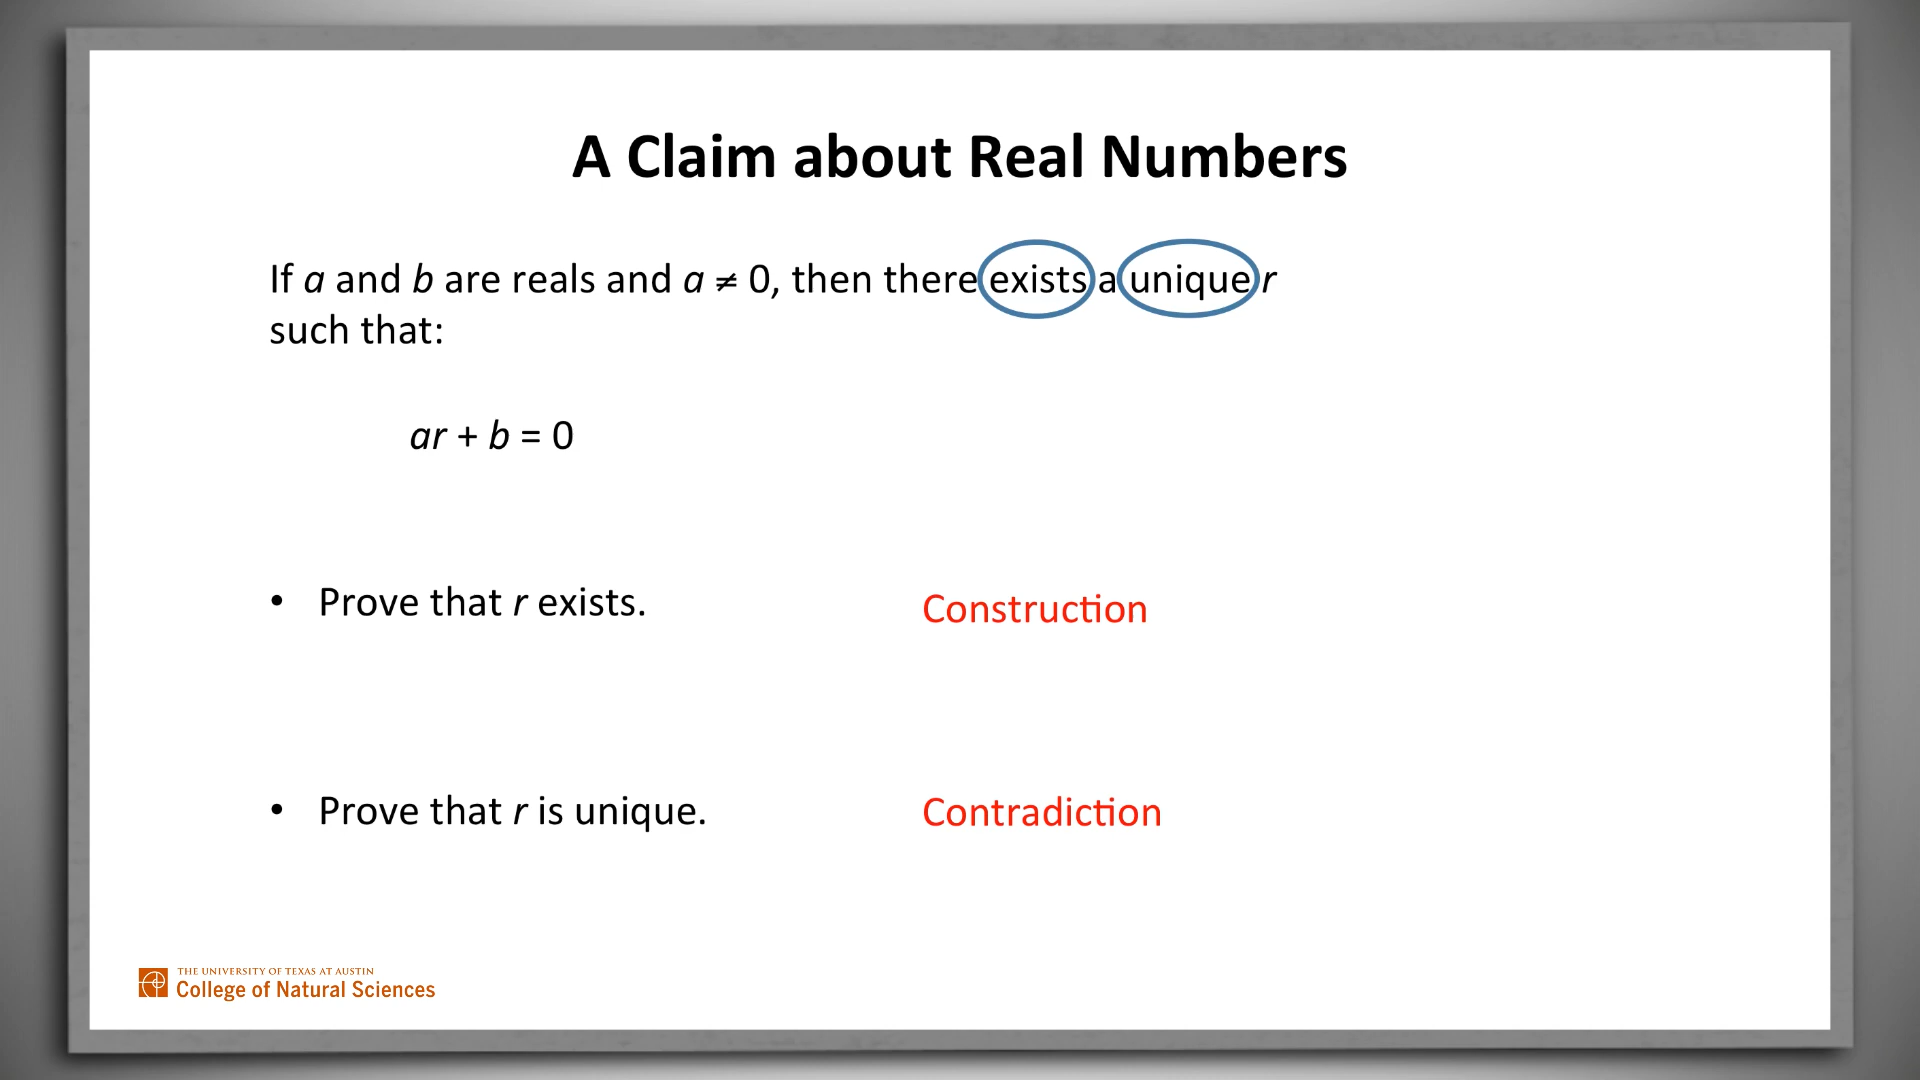 A Claim about Real Numbers
If a and b are reals and a ≠ 0, then there exists a unique r
such that:
ar + b = 0
• Prove that r exists. Construction
• Prove that r is unique. Contradiction
THE UNIVERSITY OF TEXAS AT AUSTIN
College of Natural Sciences